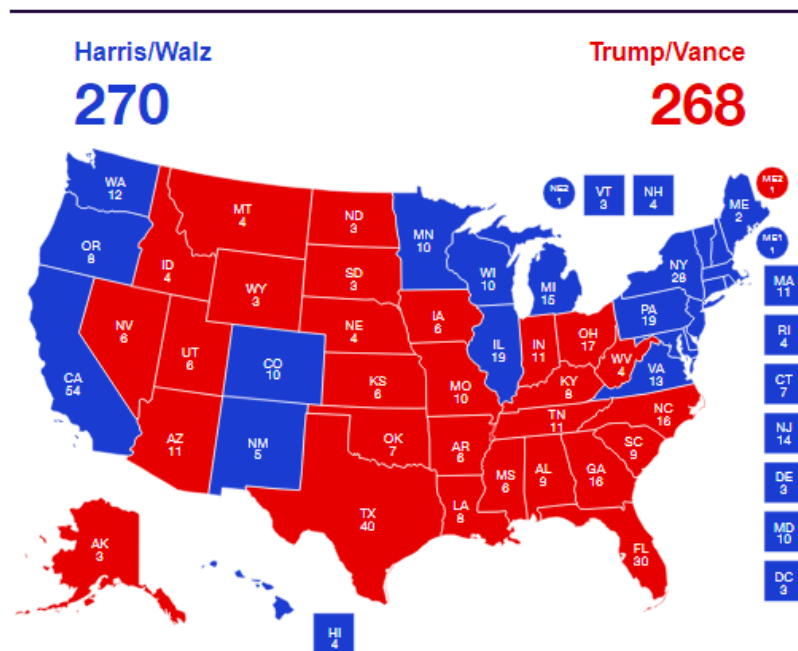 Harris/Walz
Trump/Vance
270
268
WA
12
OR
8
CA
54
NV
6
ID
4
MT
4
WY
3
UT
6
AZ
11
CO
10
NM
5
ND
3
SD
3
NE
4
KS
6
OK
7
TX
40
MN
10
IA
6
MO
10
AR
6
LA
8
WI
10
IL
19
MI
15
IN
11
OH
17
KY
8
TN
11
MS
6
AL
9
GA
16
FL
30
SC
9
NC
16
VA
13
WV
4
PA
19
NY
28
ME
2
NE2
1
VT
3
NH
4
ME2
1
ME1
1
MA
11
RI
4
CT
7
NJ
14
DE
3
MD
10
DC
3
AK
3
HI
4